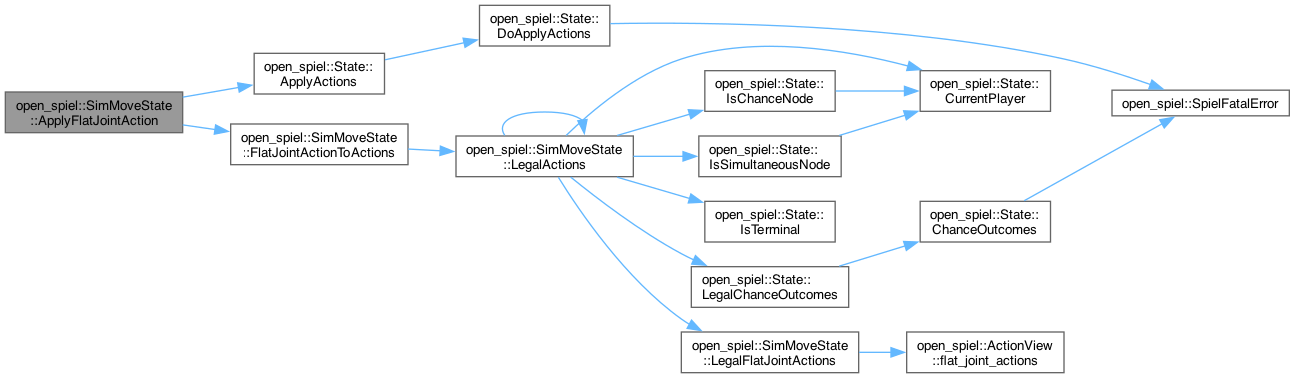 open_spiel::SimMoveState
::ApplyFlatJointAction
open_spiel::State::
ApplyActions
open_spiel::State::
DoApplyActions
open_spiel::SpielFatalError
open_spiel::SimMoveState
::FlatJointActionToActions
open_spiel::SimMoveState
::LegalActions
open_spiel::State::
CurrentPlayer
open_spiel::State::
IsChanceNode
open_spiel::State::
IsSimultaneousNode
open_spiel::State::
IsTerminal
open_spiel::State::
LegalChanceOutcomes
open_spiel::State::
ChanceOutcomes
open_spiel::SimMoveState
::LegalFlatJointActions
open_spiel::ActionView
::flat_joint_actions